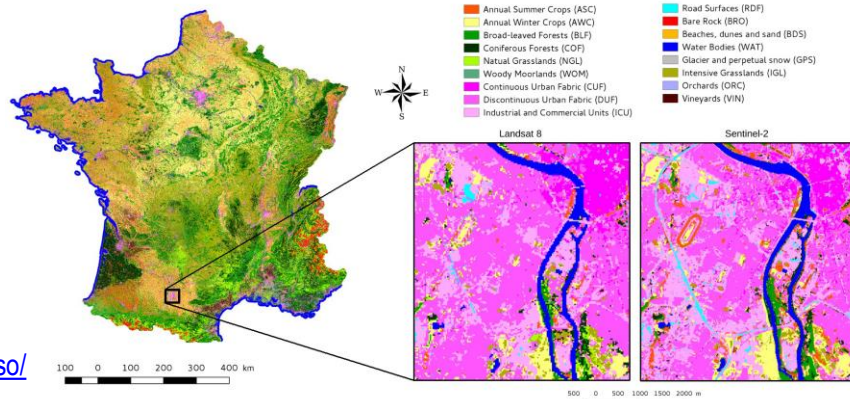 Annual Summer Crops (ASC)
Annual Winter Crops (AWC)
Broad-leaved Forests (BLF)
Coniferous Forests (COF)
Natural Grasslands (NGL)
Woody Moorlands (WOM)
Continuous Urban Fabric (CUF)
Discontinuous Urban Fabric (DUF)
Industrial and Commercial Units (ICU)
Road Surfaces (RDF)
Bare Rock (BRO)
Beaches, dunes and sand (BDS)
Water Bodies (WAT)
Glacier and perpetual snow (GPS)
Intensive Grasslands (IGL)
Orchards (ORC)
Vineyards (VIN)
N
W E
S
Landsat 8
Sentinel-2
so/
100 0 100 200 300 400 km
500 0 500 1000 1500 2000 m